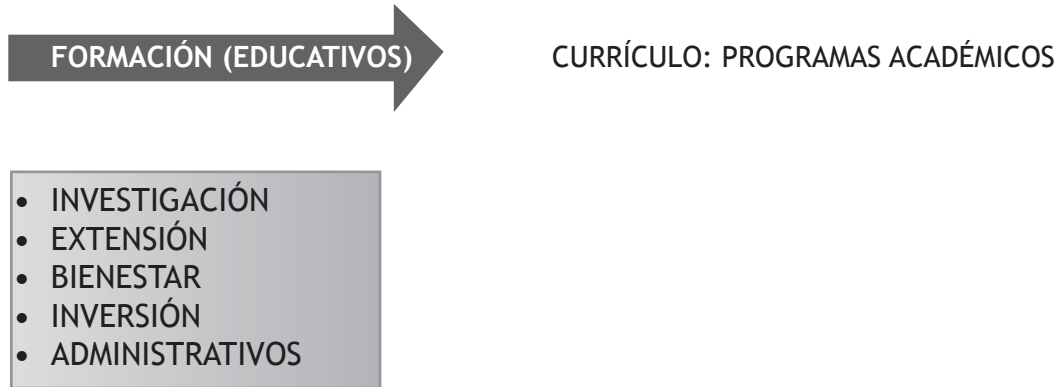 FORMACIÓN (EDUCATIVOS)
CURRÍCULO: PROGRAMAS ACADÉMICOS
• INVESTIGACIÓN
• EXTENSIÓN
• BIENESTAR
• INVERSIÓN
• ADMINISTRATIVOS